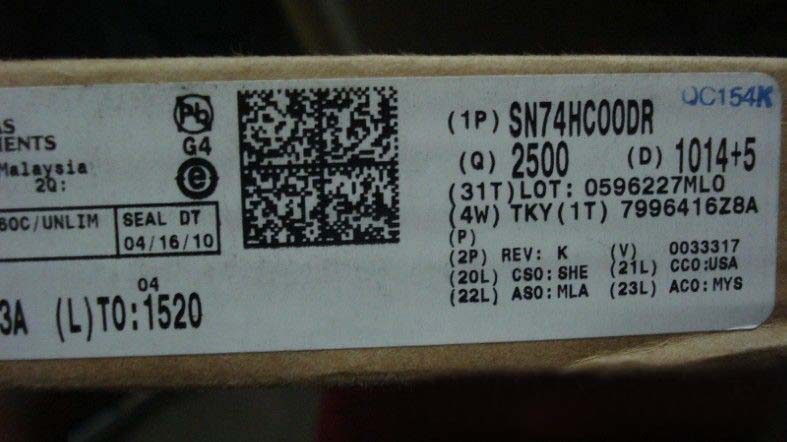 AS
MENTS
Malaysia
2Q:
Pb
G4
e
60C/UNLIM
SEAL DT
04/16/10
04
3A (L)TO:1520
QC154K
(1P) SN74HC00DR
(Q) 2500 (D) 1014+5
(31T)LOT: 0596227ML0
(4W) TKY(1T) 7996416Z8A
(P)
(2P) REV: K (V) 0033317
(20L) CSO:SHE (21L) CCO:USA
(22L) ASO:MLA (23L) ACO:MYS